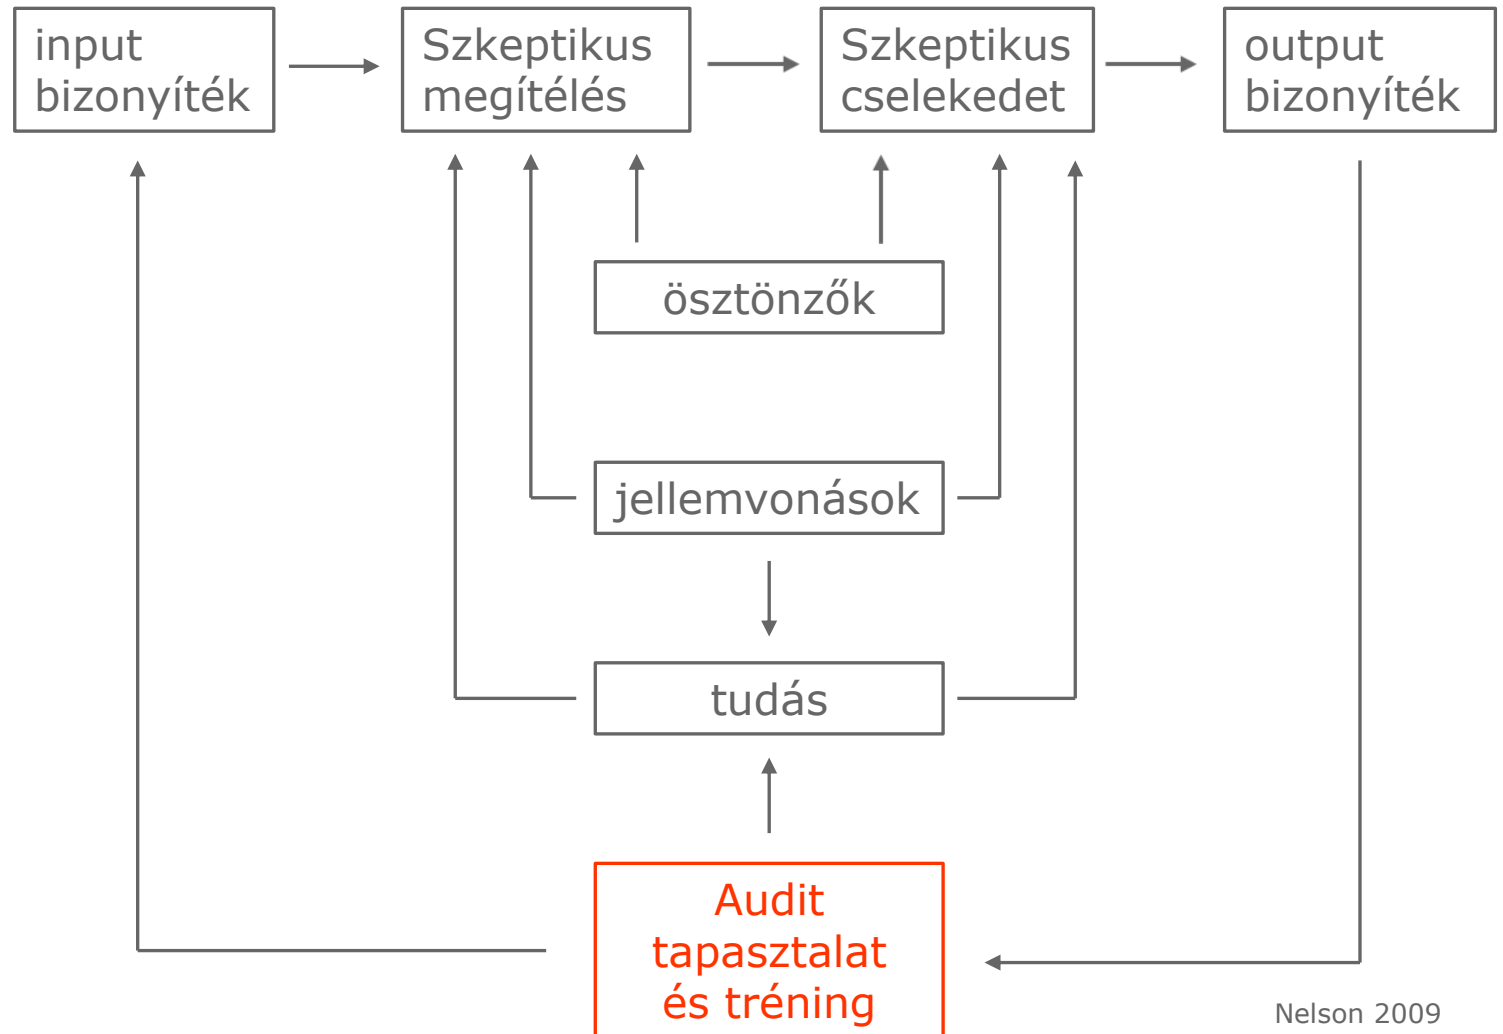 input
bizonyíték
Szkeptikus
megítélés
Szkeptikus
cselekedet
output
bizonyíték
ösztönzők
jellemvonások
tudás
Audit
tapasztalat
és tréning
Nelson 2009